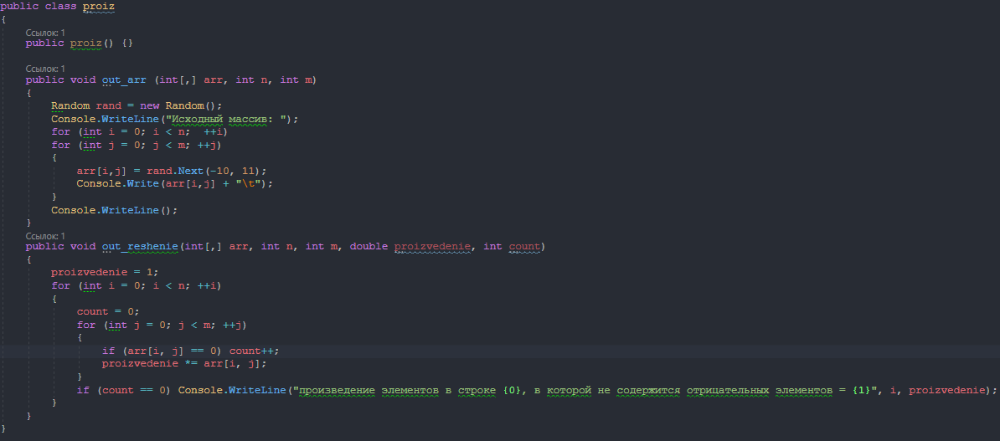 public class proiz
{
Ссылок: 1
public proiz() {}
Ссылок: 1
public void out_arr (int[,] arr, int n, int m)
{
Random rand = new Random();
Console.WriteLine("Исходный массив: ");
for (int i = 0; i < n;  ++i)
for (int j = 0; j < m; ++j)
{
arr[i,j] = rand.Next(-10, 11);
Console.Write(arr[i,j] + "\t");
}
Console.WriteLine();
}
Ссылок: 1
public void out_reshenie(int[,] arr, int n, int m, double proizvedenie, int count)
{
proizvedenie = 1;
for (int i = 0; i < n; ++i)
{
count = 0;
for (int j = 0; j < m; ++j)
{
if (arr[i, j] == 0) count++;
proizvedenie *= arr[i, j];
}
if (count == 0) Console.WriteLine("произведение элементов в строке {0}, в которой не содержится отрицательных элементов = {1}", i, proizvedenie);
}
}
}